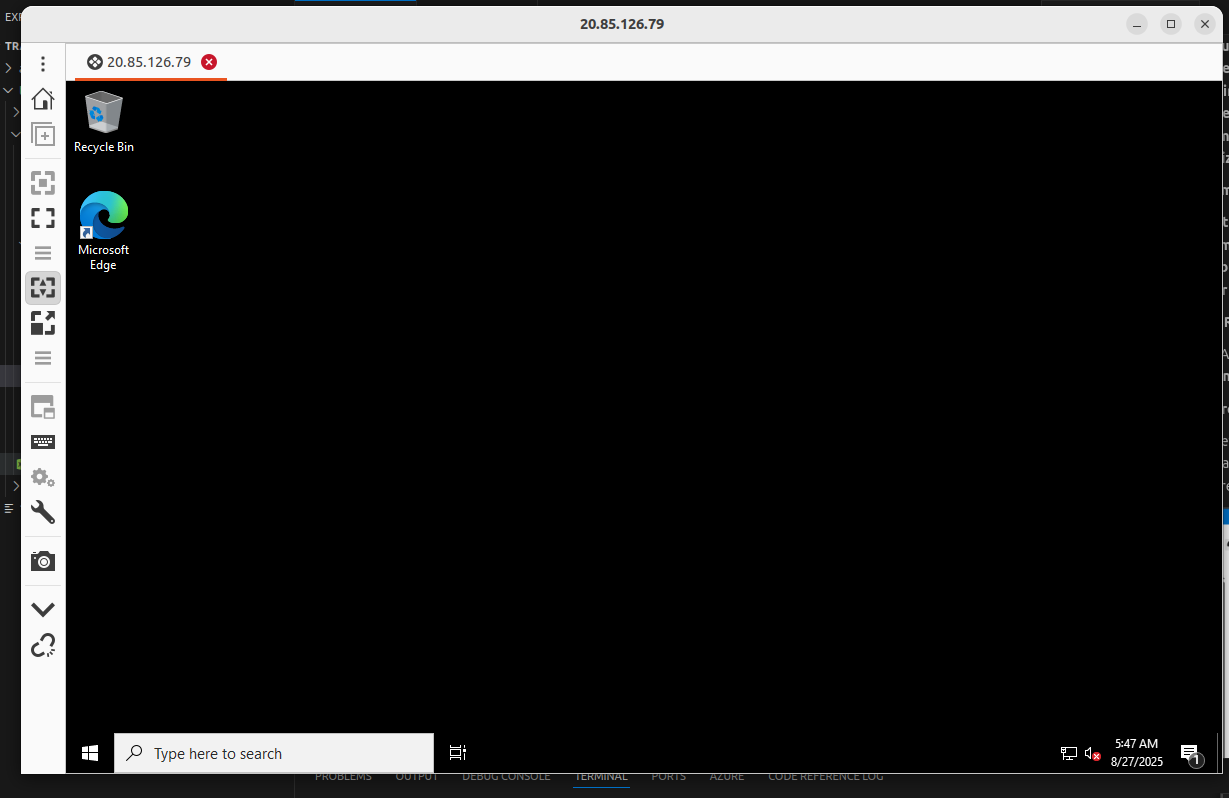 20.85.126.79
20.85.126.79
Recycle Bin
Microsoft
Edge
Type here to search
5:47 AM
8/27/2025
1
PROBLEMS OUTPUT DEBUG CONSOLE TERMINAL PORTS AZURE CODE REFERENCE LOG